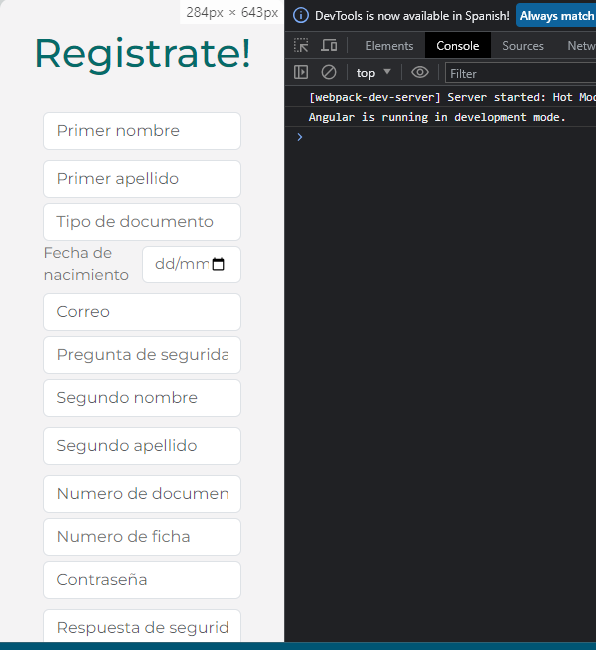 284px × 643px
Registrate!
Primer nombre
Primer apellido
Tipo de documento
Fecha de
nacimiento
dd/mm
Correo
Pregunta de segurida
Segundo nombre
Segundo apellido
Numero de documen
Numero de ficha
Contraseña
Respuesta de segurid
DevTools is now available in Spanish!
Always match
Elements Console Sources Netw
top Filter
[webpack-dev-server] Server started: Hot Mod
Angular is running in development mode.